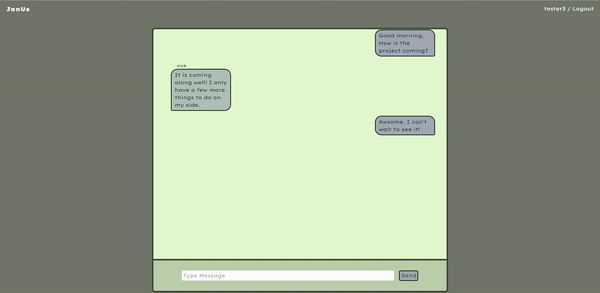 JanUs
tester3 / Logout
Good morning.
How is the
project coming?
nick
It is coming
along well! I only
have a few more
things to do on
my side.
Awsome. I can't
wait to see it!
Type Message
Send